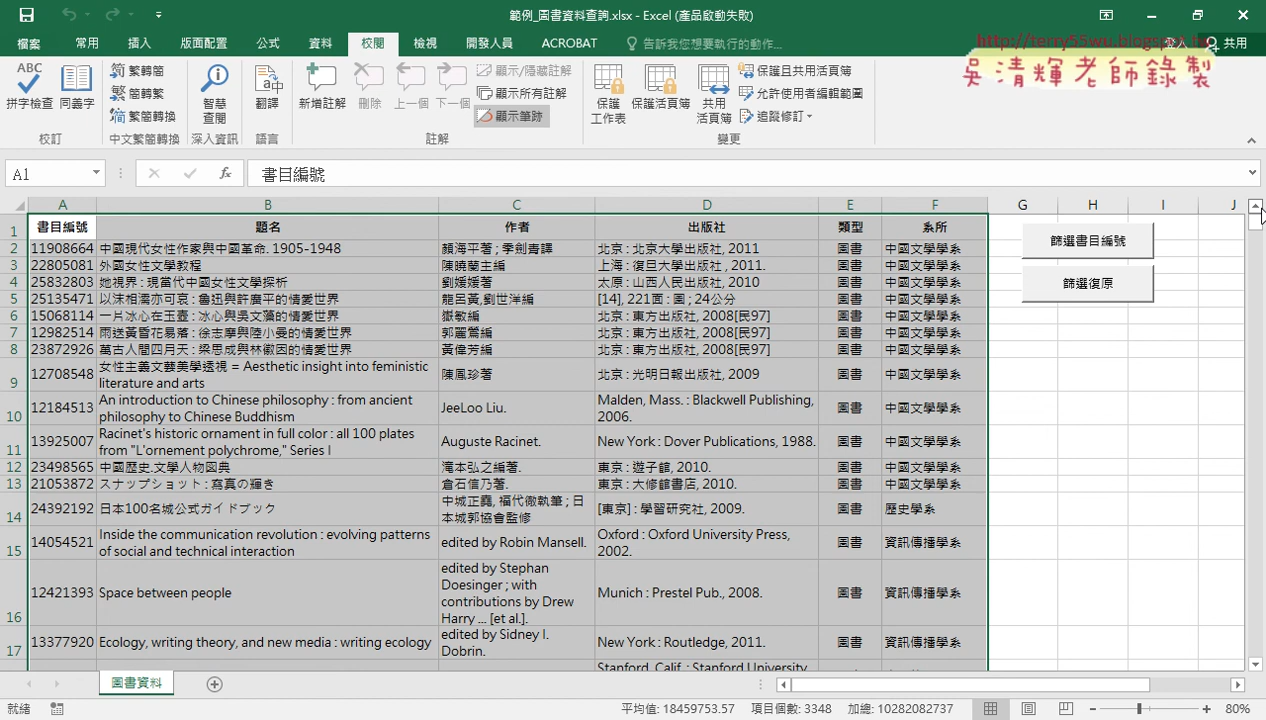 範例_圖書資料查詢.xlsx - Excel (產品啟動失敗)
檔案 常用 插入 版面配置 公式 資料 校閱 檢視 開發人員 ACROBAT 告訴我您想要執行的動作... 登入 共用
http://terry55wu.blogspot.tw
吳清輝老師錄製
ABC 拼字檢查 同義字 繁轉簡 簡轉繁 繁簡轉換 智慧查閱 翻譯 新增註解 刪除 上一個 下一個 顯示/隱藏註解 顯示所有註解 顯示筆跡 保護工作表 保護活頁簿 共用活頁簿 保護且共用活頁簿 允許使用者編輯範圍 追蹤修訂
校訂 中文繁簡轉換 深入資訊 語言 註解 變更
A1 fx 書目編號
A B C D E F G H I J
1 書目編號 題名 作者 出版社 類型 系所
篩選書目編號
2 11908664 中國現代女性作家與中國革命. 1905-1948 顏海平著 ; 季劍青譯 北京 : 北京大學出版社, 2011 圖書 中國文學學系
3 22805081 外國女性文學教程 陳曉蘭主編 上海 : 復旦大學出版社 , 2011. 圖書 中國文學學系
4 25832803 她視界 : 現當代中國女性文學探析 劉媛媛著 太原 : 山西人民出版社, 2010 圖書 中國文學學系
篩選復原
5 25135471 以沫相濡亦可哀 : 魯迅與許廣平的情愛世界 龍呂黃,劉世洋編 [14], 221面 : 圖 ; 24公分 圖書 中國文學學系
6 15068114 一片冰心在玉壺 : 冰心與吳文藻的情愛世界 嶽敏編 北京 : 東方出版社, 2008[民97] 圖書 中國文學學系
7 12982514 雨送黃昏花易落 : 徐志摩與陸小曼的情愛世界 郭麗鶯編 北京 : 東方出版社, 2008[民97] 圖書 中國文學學系
8 23872926 萬古人間四月天 : 梁思成與林徽因的情愛世界 黃偉芳編 北京 : 東方出版社, 2008[民97] 圖書 中國文學學系
9 12708548 女性主義文藝美學透視 = Aesthetic insight into feministic literature and arts 陳鳳珍著 北京 : 光明日報出版社, 2009 圖書 中國文學學系
10 12184513 An introduction to Chinese philosophy : from ancient philosophy to Chinese Buddhism JeeLoo Liu. Malden, Mass. : Blackwell Publishing, 2006. 圖書 中國文學學系
11 13925007 Racinet's historic ornament in full color : all 100 plates from "L'ornement polychrome," Series I Auguste Racinet. New York : Dover Publications, 1988. 圖書 中國文學學系
12 23498565 中國歷史.文學人物図典 滝本弘之編著. 東京 : 遊子館, 2010. 圖書 中國文學學系
13 21053872 スナップショット : 寫真の輝き 倉石信乃著. 東京 : 大修館書店, 2010. 圖書 中國文學學系
14 24392192 日本100名城公式ガイドブック 中城正堯, 福代徹執筆 ; 日本城郭協會監修 [東京] : 學習研究社, 2009. 圖書 歷史學系
15 14054521 Inside the communication revolution : evolving patterns of social and technical interaction edited by Robin Mansell. Oxford : Oxford University Press, 2002. 圖書 資訊傳播學系
16 12421393 Space between people edited by Stephan Doesinger ; with contributions by Drew Harry ... [et al.]. Munich : Prestel Pub., 2008. 圖書 資訊傳播學系
17 13377920 Ecology, writing theory, and new media : writing ecology edited by Sidney I. Dobrin. New York : Routledge, 2011. 圖書 資訊傳播學系
Stanford, Calif. : Stanford University
圖書資料
就緒 平均值: 18459753.57 項目個數: 3348 加總: 10282082737 80%